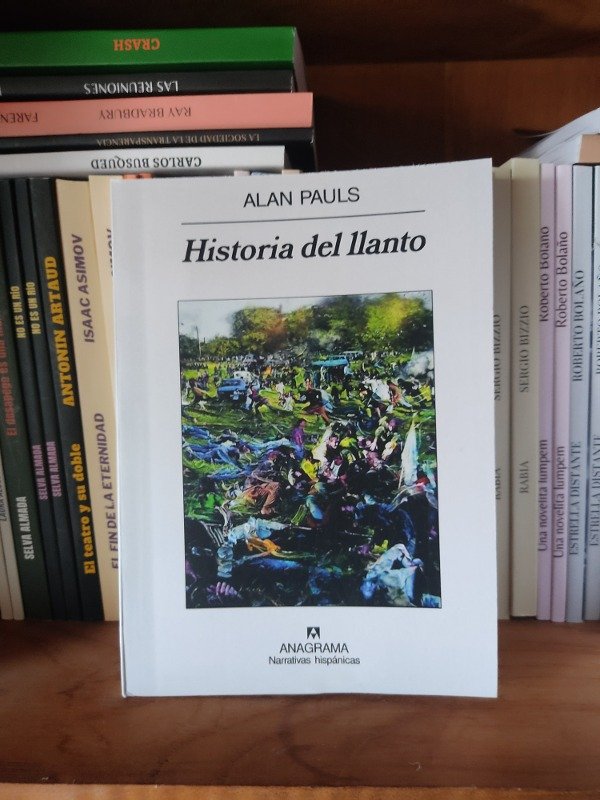 CRASH
LAS REUNIONES
RAY BRADBURY
FAREN
LA SOCIEDAD DE LA TRANSPARENCIA
CARLOS BUSQUED
ALAN PAULS
Historia del llanto
ANAGRAMA
Narrativas hispánicas
NO ES UN RÍO
SELVA ALMADA
NO ES UN RÍO
SELVA ALMADA
SELVA ALMADA
ANTONIN ARTAUD
El teatro y su doble
ISAAC ASIMOV
EL FIN DE LA ETERNIDAD
SERGIO BIZZIO
RABIA
SERGIO BIZZIO
RABIA
Roberto Bolaño
Una novelita lumpem
Roberto Bolaño
Una novelita lumpem
ROBERTO BOLAÑO
ESTRELLA DISTANTE
ESTRELLA DISTANTE